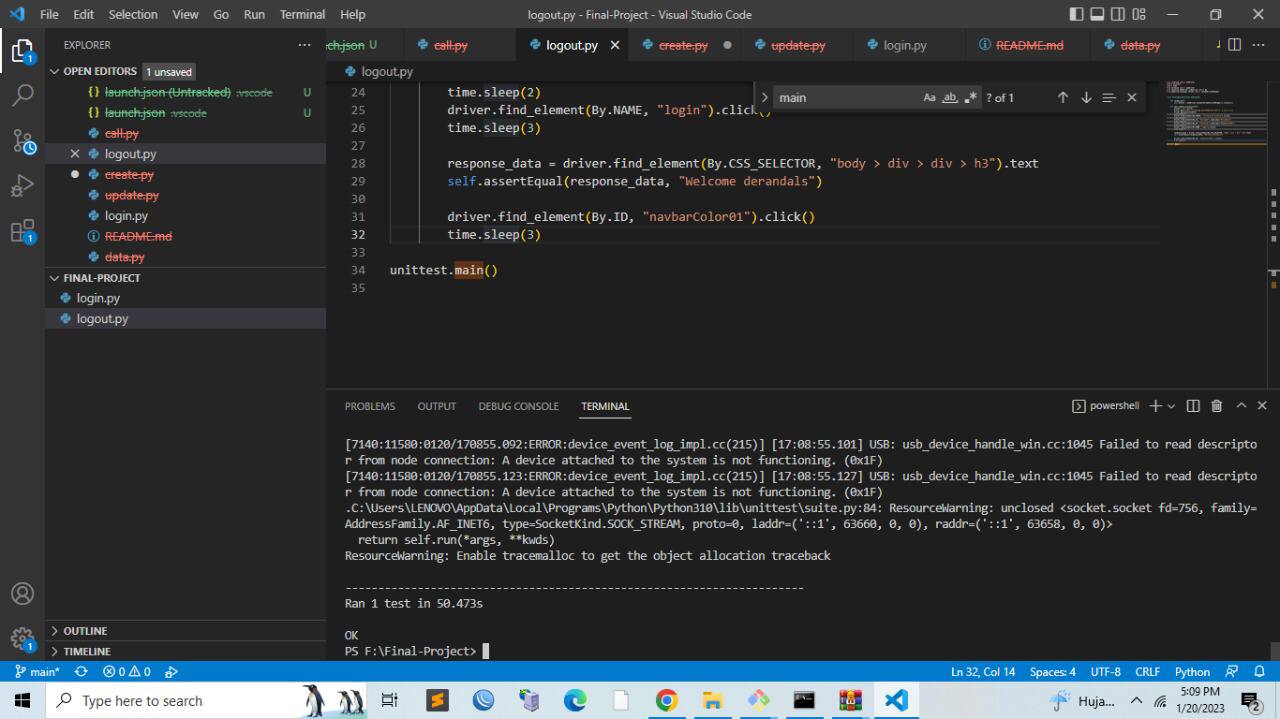 File Edit Selection View Go Run Terminal Help logout.py - Final-Project - Visual Studio Code
EXPLORER
OPEN EDITORS 1 unsaved
launch.json (Untracked) .vscode U
launch.json .vscode U
call.py
logout.py
create.py
update.py
login.py
README.md
data.py
FINAL-PROJECT
login.py
logout.py
OUTLINE
TIMELINE
ch.json U call.py logout.py create.py update.py login.py README.md data.py
logout.py
main Aa ab ? of 1
24 time.sleep(2)
25 driver.find_element(By.NAME, "login").click()
26 time.sleep(3)
27
28 response_data = driver.find_element(By.CSS_SELECTOR, "body > div > div > h3").text
29 self.assertEqual(response_data, "Welcome derandals")
30
31 driver.find_element(By.ID, "navbarColor01").click()
32 time.sleep(3)
33
34 unittest.main()
35
PROBLEMS OUTPUT DEBUG CONSOLE TERMINAL powershell
[7140:11580:0120/170855.092:ERROR:device_event_log_impl.cc(215)] [17:08:55.101] USB: usb_device_handle_win.cc:1045 Failed to read descripto
r from node connection: A device attached to the system is not functioning. (0x1F)
[7140:11580:0120/170855.123:ERROR:device_event_log_impl.cc(215)] [17:08:55.127] USB: usb_device_handle_win.cc:1045 Failed to read descripto
r from node connection: A device attached to the system is not functioning. (0x1F)
.C:\Users\LENOVO\AppData\Local\Programs\Python\Python310\lib\unittest\suite.py:84: ResourceWarning: unclosed <socket.socket fd=756, family=
AddressFamily.AF_INET6, type=SocketKind.SOCK_STREAM, proto=0, laddr=('::1', 63660, 0, 0), raddr=('::1', 63658, 0, 0)>
return self.run(*args, **kwds)
ResourceWarning: Enable tracemalloc to get the object allocation traceback
----------------------------------------------------------------------
Ran 1 test in 50.473s
OK
PS F:\Final-Project>
main* 0 0 Ln 32, Col 14 Spaces: 4 UTF-8 CRLF Python
Type here to search
Huja...
5:09 PM
1/20/2023
2